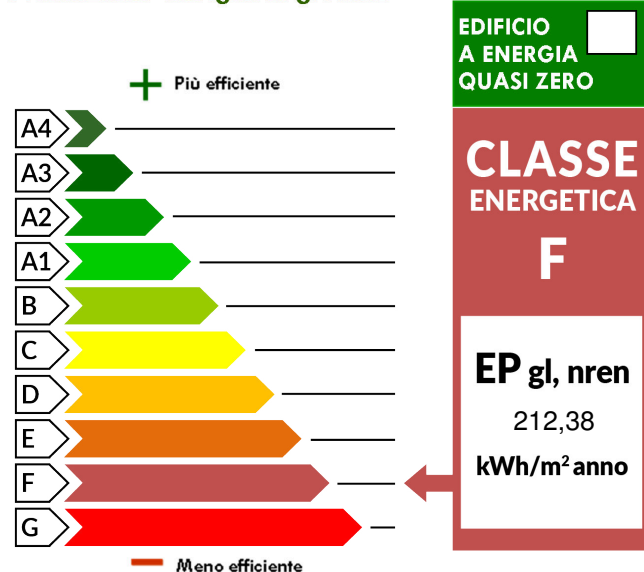 EDIFICIO
A ENERGIA
QUASI ZERO
Più efficiente
A4
A3
A2
A1
B
C
D
E
F
G
Meno efficiente
CLASSE
ENERGETICA
F
EP gl, nren
212,38
kWh/m² anno